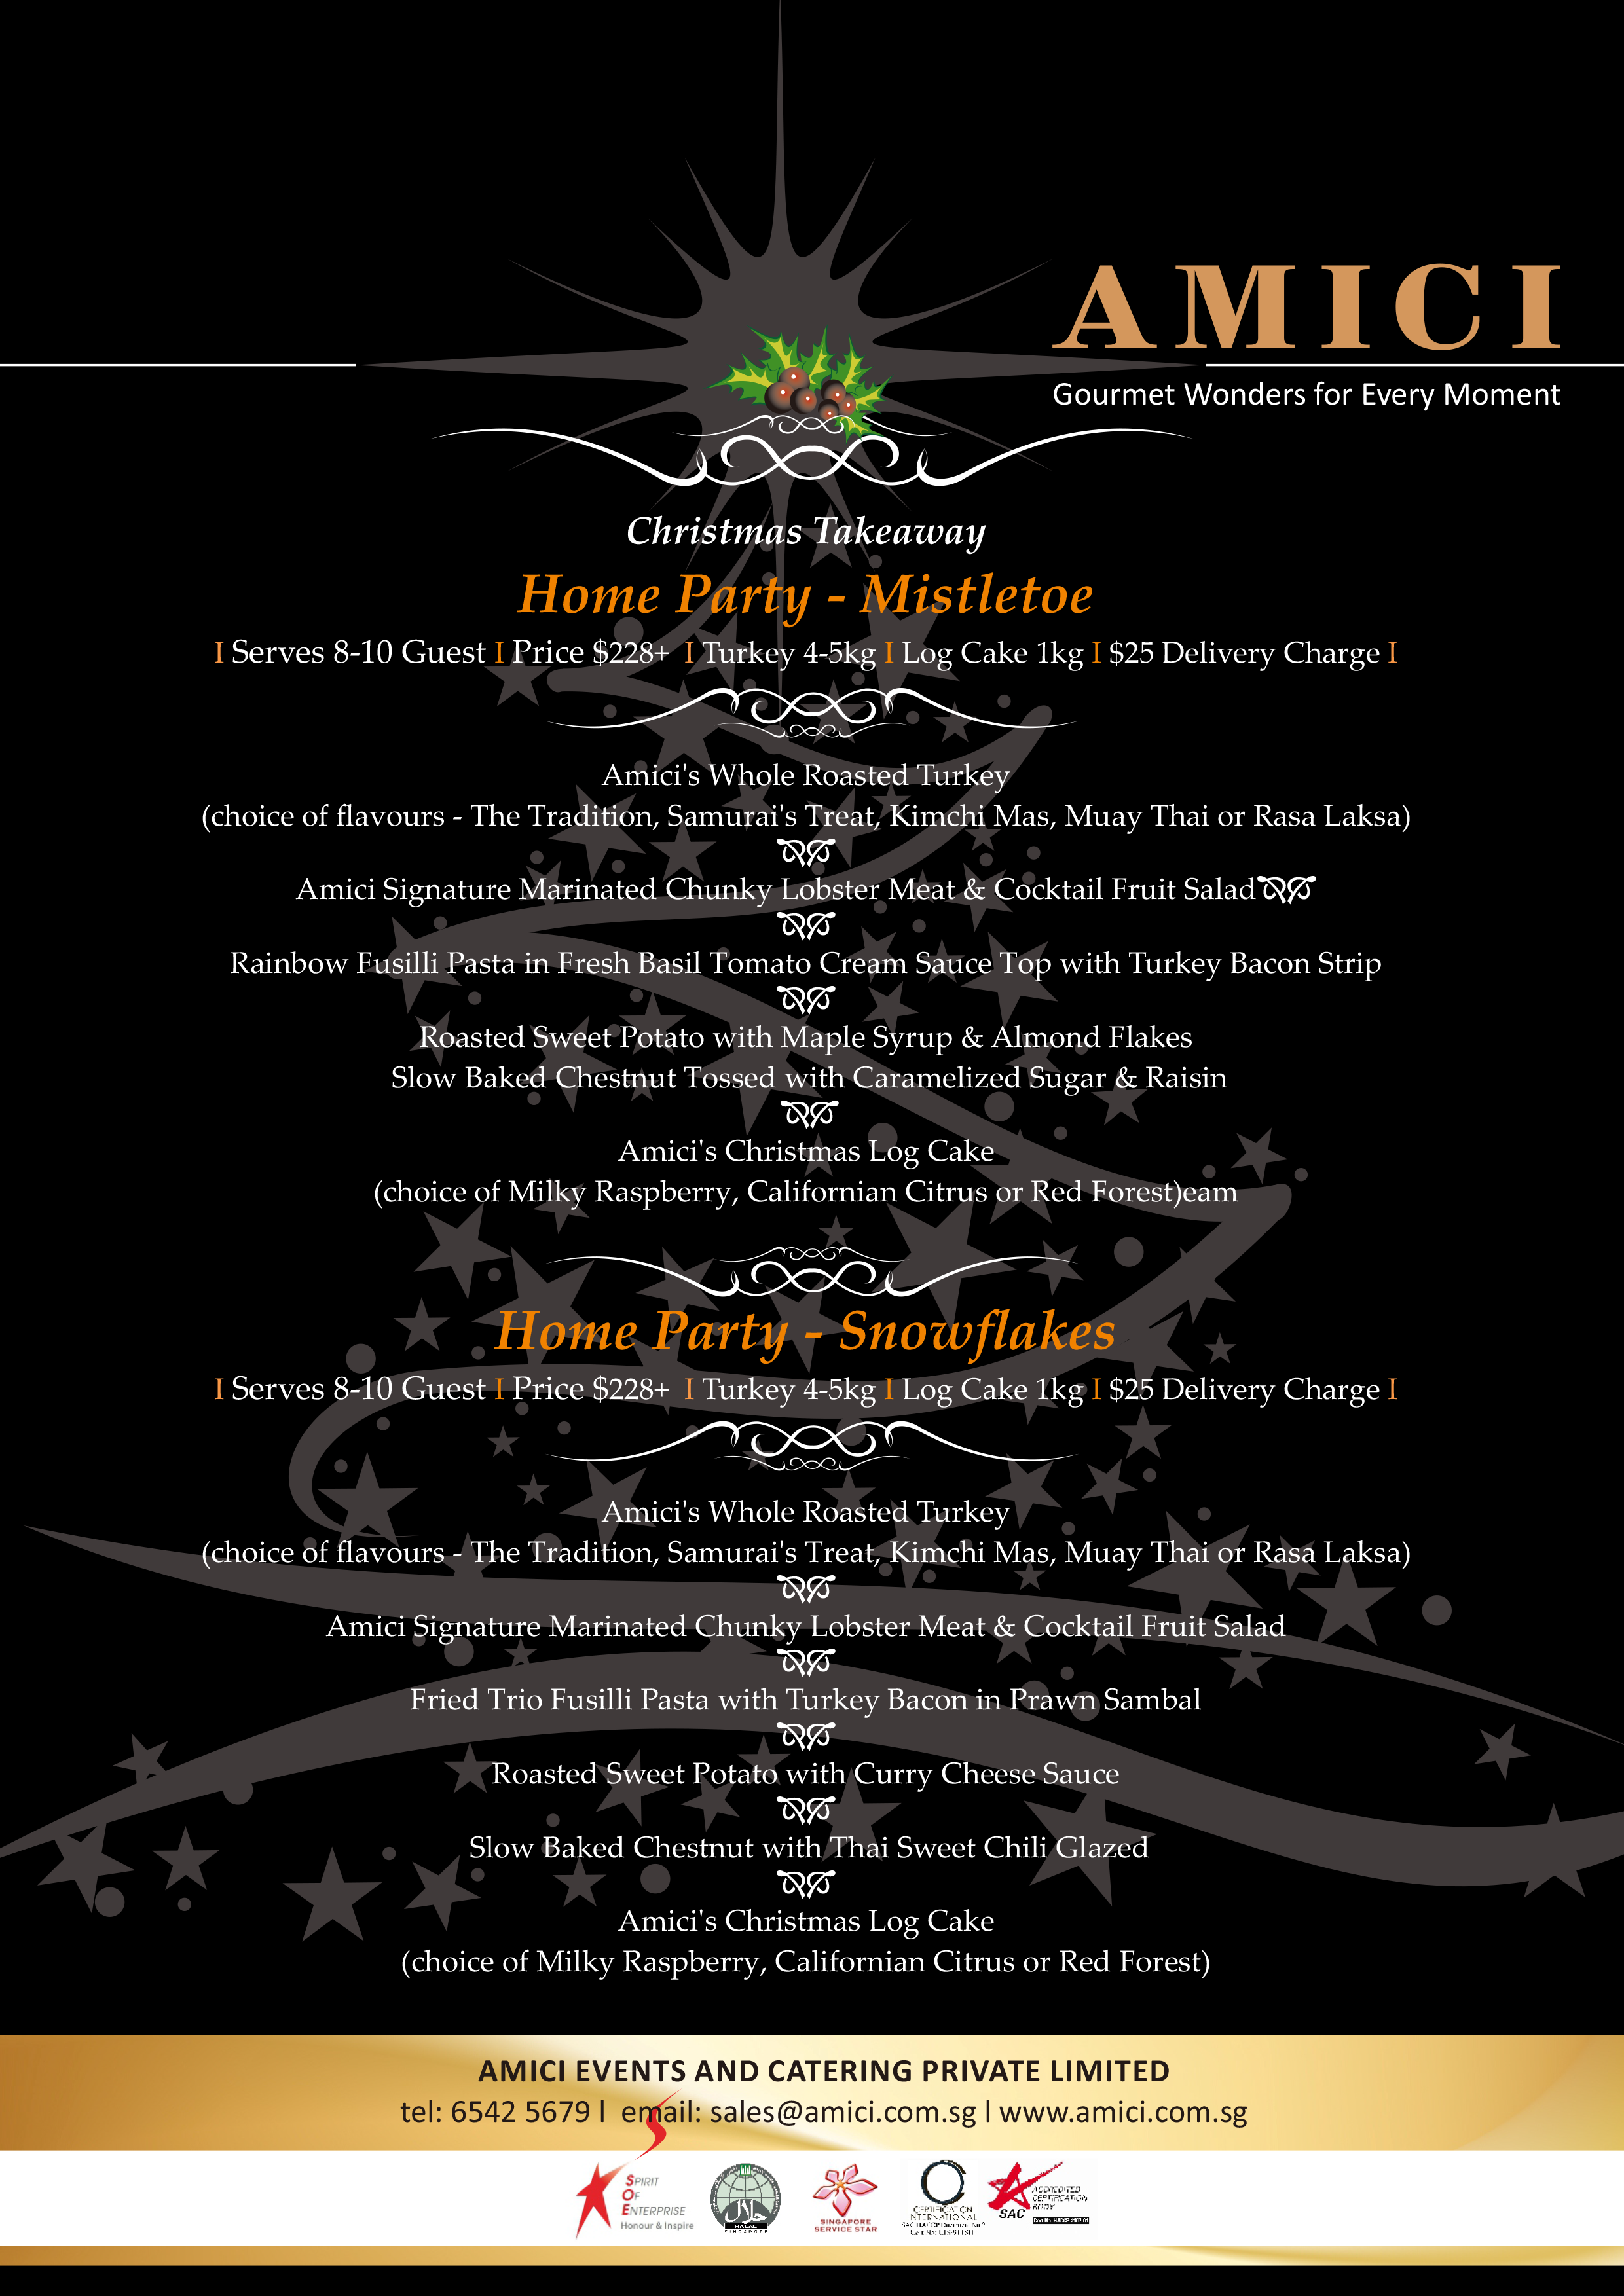 AMICI
Gourmet Wonders for Every Moment
Christmas Takeaway
Home Party - Mistletoe
I Serves 8-10 Guest I Price $228+ I Turkey 4-5kg I Log Cake 1kg I $25 Delivery Charge I
Amici's Whole Roasted Turkey
(choice of flavours - The Tradition, Samurai's Treat, Kimchi Mas, Muay Thai or Rasa Laksa)
Amici Signature Marinated Chunky Lobster Meat & Cocktail Fruit Salad
Rainbow Fusilli Pasta in Fresh Basil Tomato Cream Sauce Top with Turkey Bacon Strip
Roasted Sweet Potato with Maple Syrup & Almond Flakes
Slow Baked Chestnut Tossed with Caramelized Sugar & Raisin
Amici's Christmas Log Cake
(choice of Milky Raspberry, Californian Citrus or Red Forest)eam
Home Party - Snowflakes
I Serves 8-10 Guest I Price $228+ I Turkey 4-5kg I Log Cake 1kg I $25 Delivery Charge I
Amici's Whole Roasted Turkey
(choice of flavours - The Tradition, Samurai's Treat, Kimchi Mas, Muay Thai or Rasa Laksa)
Amici Signature Marinated Chunky Lobster Meat & Cocktail Fruit Salad
Fried Trio Fusilli Pasta with Turkey Bacon in Prawn Sambal
Roasted Sweet Potato with Curry Cheese Sauce
Slow Baked Chestnut with Thai Sweet Chili Glazed
Amici's Christmas Log Cake
(choice of Milky Raspberry, Californian Citrus or Red Forest)
AMICI EVENTS AND CATERING PRIVATE LIMITED
tel: 6542 5679 l email: sales@amici.com.sg l www.amici.com.sg
SPIRIT
OF
ENTERPRISE
Honour & Inspire
HALAL
SINGAPORE
SINGAPORE
SERVICE STAR
CERTIFICATION
INTERNATIONAL
SAC
ACCREDITED
CERTIFICATION
BODY